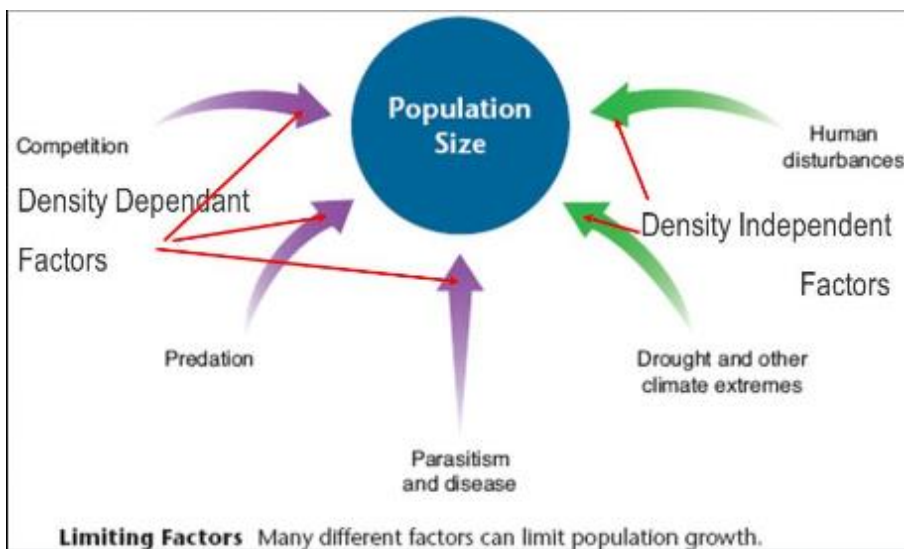 Population
Size
Competition
Human
disturbances
Density Dependant
Factors
Density Independent
Factors
Predation
Drought and other
climate extremes
Parasitism
and disease
Limiting Factors Many different factors can limit population growth.